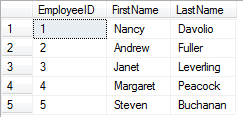 EmployeeID FirstName LastName
1 1 Nancy Davolio
2 2 Andrew Fuller
3 3 Janet Leverling
4 4 Margaret Peacock
5 5 Steven Buchanan